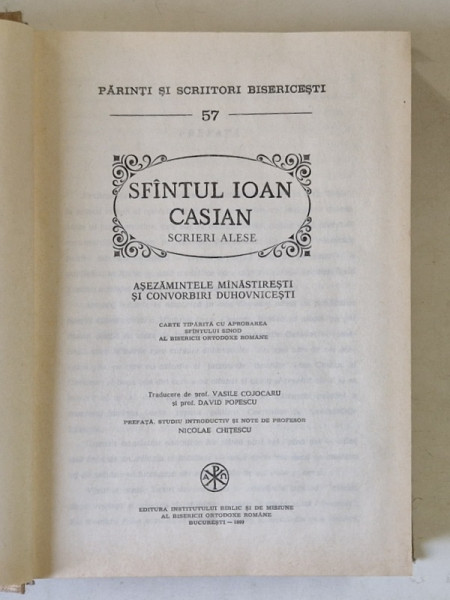 PĂRINȚI ȘI SCRIITORI BISERICEȘTI
57
SFÎNTUL IOAN
CASIAN
SCRIERI ALESE
AȘEZĂMINTELE MÎNĂSTIREȘTI
ȘI CONVORBIRI DUHOVNICEȘTI
CARTE TIPĂRITĂ CU APROBAREA
SFÎNTULUI SINOD
AL BISERICII ORTODOXE ROMÂNE
Traducere de prof. VASILE COJOCARU
și prof. DAVID POPESCU
PREFAȚĂ, STUDIU INTRODUCTIV ȘI NOTE DE PROFESOR
NICOLAE CHIȚESCU
Α Ω
EDITURA INSTITUTULUI BIBLIC ȘI DE MISIUNE
AL BISERICII ORTODOXE ROMÂNE
BUCUREȘTI —